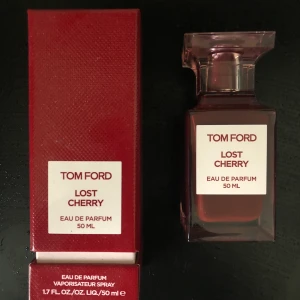 TOM FORD
LOST
CHERRY
EAU DE PARFUM
50 ML
EAU DE PARFUM
VAPORISATEUR SPRAY
1.7 FL. OZ./OZ. LIQ./50 ml e
TOM FORD
LOST
CHERRY
EAU DE PARFUM
50 ML